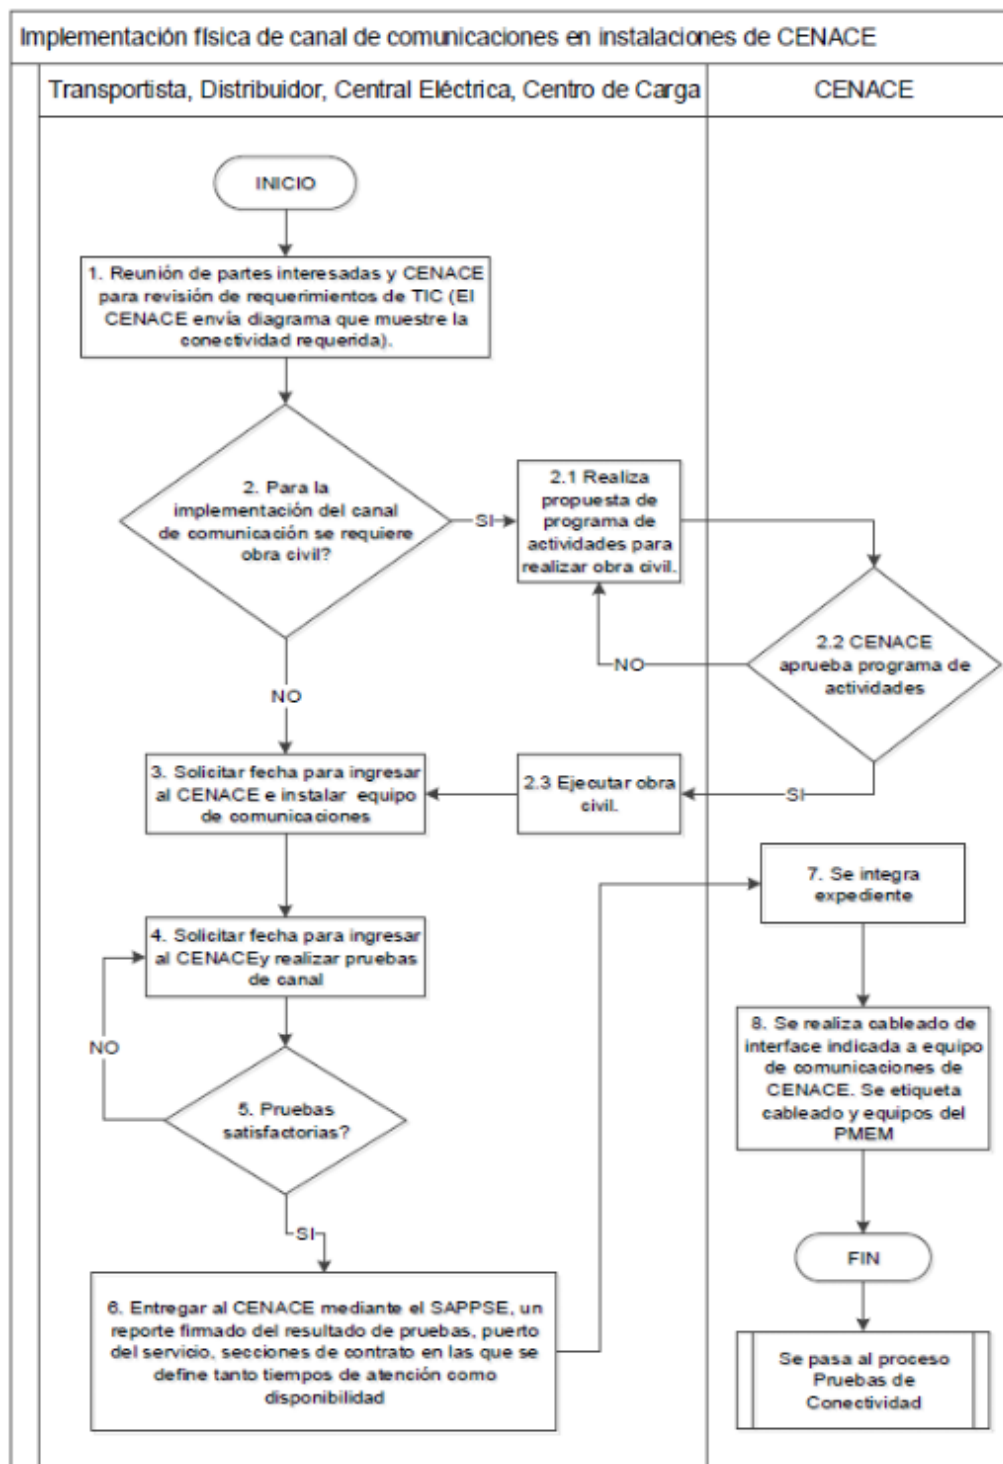 Implementación física de canal de comunicaciones en instalaciones de CENACE
Transportista, Distribuidor, Central Eléctrica, Centro de Carga
CENACE
INICIO
1. Reunión de partes interesadas y CENACE
para revisión de requerimientos de TIC (El
CENACE envía diagrama que muestre la
conectividad requerida).
2. Para la
implementación del canal
de comunicación se requiere
obra civil?
SI
2.1 Realiza
propuesta de
programa de
actividades para
realizar obra civil.
2.2 CENACE
aprueba programa de
actividades
NO
NO
SI
2.3 Ejecutar obra
civil.
3. Solicitar fecha para ingresar
al CENACE e instalar equipo
de comunicaciones
4. Solicitar fecha para ingresar
al CENACEy realizar pruebas
de canal
NO
5. Pruebas
satisfactorias?
SI
6. Entregar al CENACE mediante el SAPPSE, un
reporte firmado del resultado de pruebas, puerto
del servicio, secciones de contrato en las que se
define tanto tiempos de atención como
disponibilidad
7. Se integra
expediente
8. Se realiza cableado de
interface indicada a equipo
de comunicaciones de
CENACE. Se etiqueta
cableado y equipos del
PMEM
FIN
Se pasa al proceso
Pruebas de
Conectividad